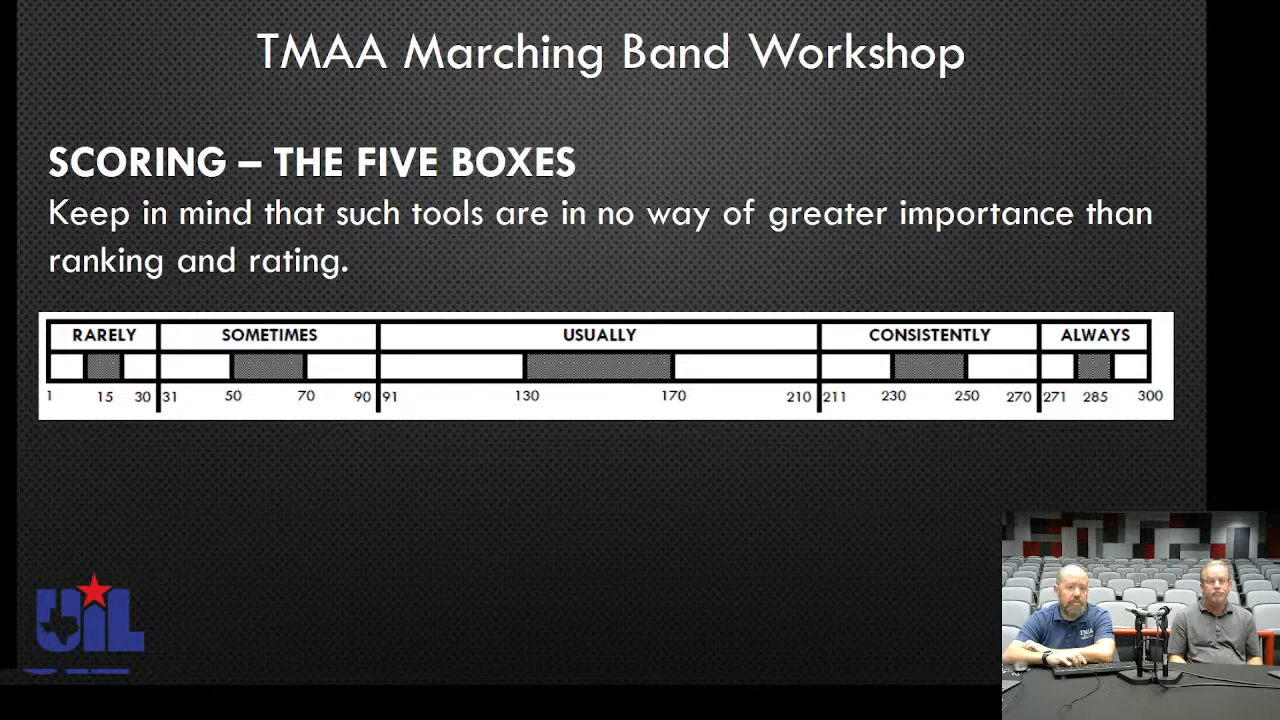 TMAA Marching Band Workshop
SCORING – THE FIVE BOXES
Keep in mind that such tools are in no way of greater importance than
ranking and rating.
RARELY SOMETIMES USUALLY CONSISTENTLY ALWAYS
1 15 30 31 50 70 90 91 130 170 210 211 230 250 270 271 285 300
UIL
TMAA